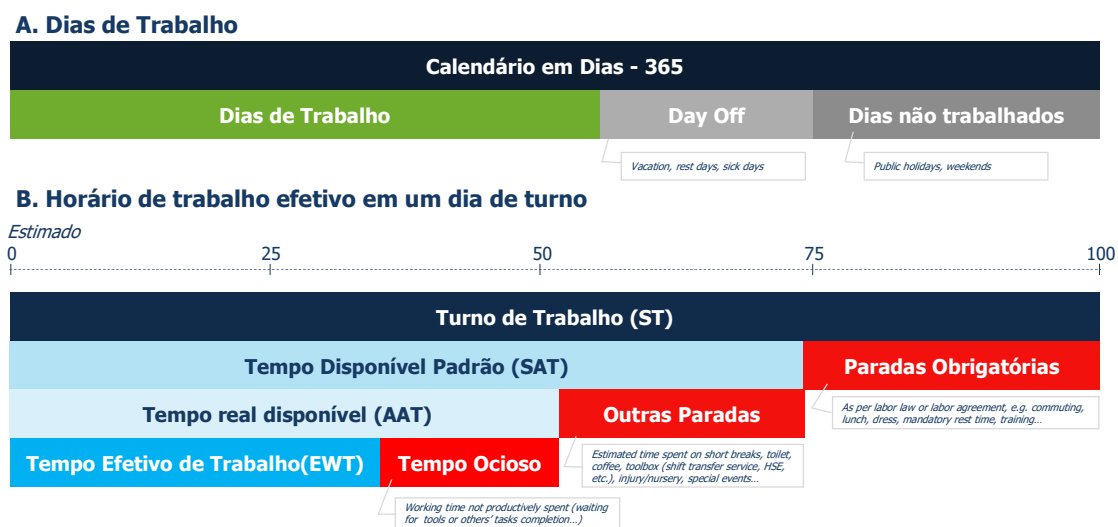 A. Dias de Trabalho
Calendário em Dias - 365
Dias de Trabalho
Day Off
Dias não trabalhados
Vacation, rest days, sick days
Public holidays, weekends
B. Horário de trabalho efetivo em um dia de turno
Estimado
0
25
50
75
100
Turno de Trabalho (ST)
Tempo Disponível Padrão (SAT)
Paradas Obrigatórias
As per labor law or labor agreement, e.g. commuting,
lunch, dress, mandatory rest time, training…
Tempo real disponível (AAT)
Outras Paradas
Estimated time spent on short breaks, toilet,
coffee, toolbox (shift transfer service, HSE,
etc.), injury/nursery, special events…
Tempo Efetivo de Trabalho(EWT)
Tempo Ocioso
Working time not productively spent (waiting
for tools or others’ tasks completion…)